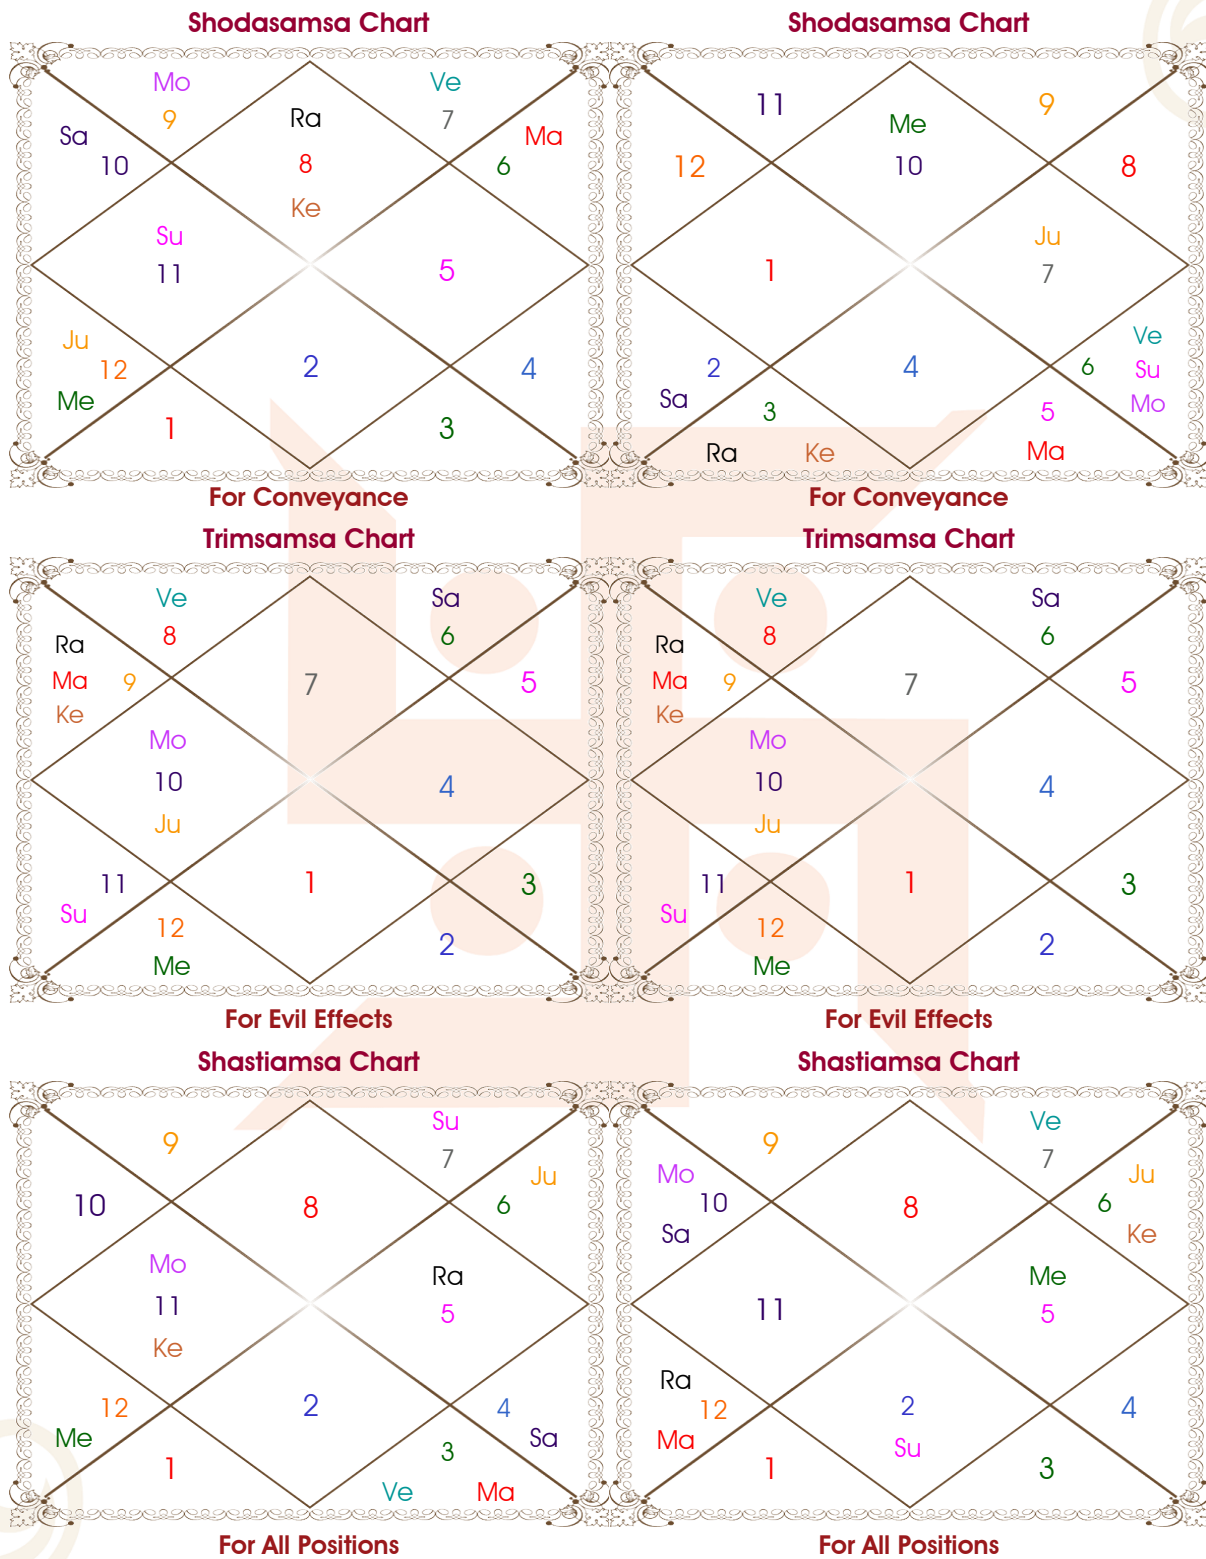 Shodasamsa Chart
Mo
Ve
9
Ra
7
Sa
Ma
10
8
6
Ke
Su
11
5
Ju
12
2
4
Me
1
3
For Conveyance
Shodasamsa Chart
11
9
Me
12
10
8
Ju
1
7
Ve
2
4
6
Su
Sa
Mo
3
5
Ra
Ke
Ma
For Conveyance
Trimsamsa Chart
Ve
Sa
8
6
Ra
Ma
9
7
5
Ke
Mo
10
4
Ju
11
1
3
Su
12
2
Me
For Evil Effects
Trimsamsa Chart
Ve
Sa
8
6
Ra
Ma
9
7
5
Ke
Mo
10
4
Ju
11
1
3
Su
12
2
Me
For Evil Effects
Shastiamsa Chart
Su
9
7
Ju
10
8
6
Mo
Ra
11
5
Ke
12
2
4
Me
Sa
3
1
Ve
Ma
For All Positions
Shastiamsa Chart
Ve
9
7
Mo
Ju
10
8
6
Sa
Ke
Me
11
5
Ra
12
2
4
Ma
Su
1
3
For All Positions